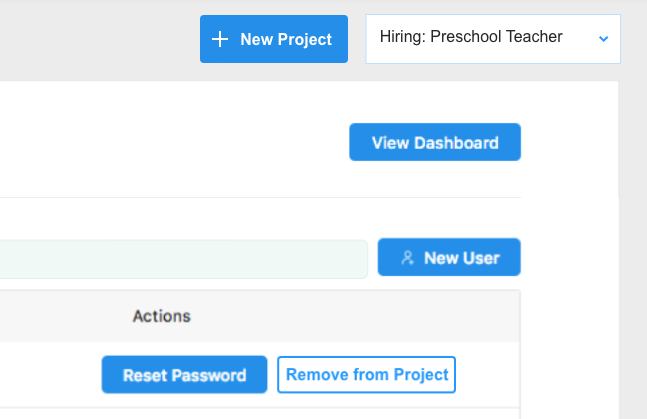 New Project
Hiring: Preschool Teacher
View Dashboard
New User
Actions
Reset Password
Remove from Project